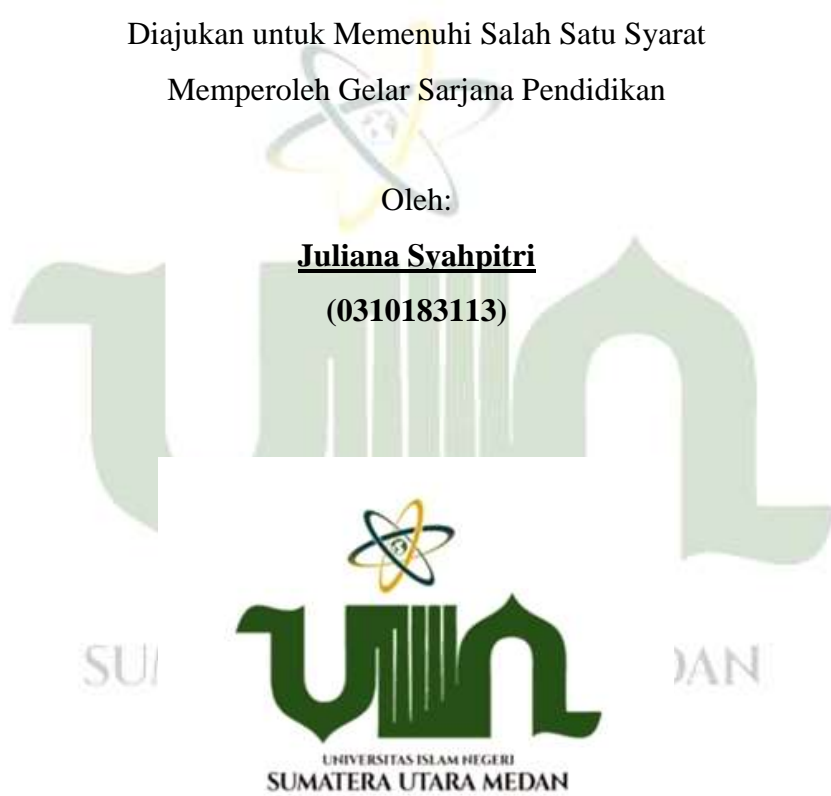 Diajukan untuk Memenuhi Salah Satu Syarat
Memperoleh Gelar Sarjana Pendidikan
Oleh:
Juliana Syahpitri
(0310183113)
UIN
UNIVERSITAS ISLAM NEGERI
SUMATERA UTARA MEDAN